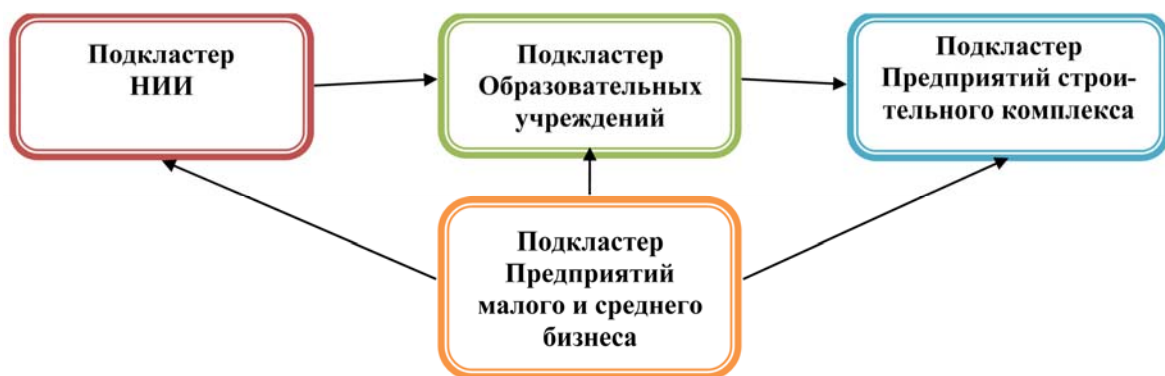 Подкластер
НИИ
Подкластер
Образовательных
учреждений
Подкластер
Предприятий строи-
тельного комплекса
Подкластер
Предприятий
малого и среднего
бизнеса